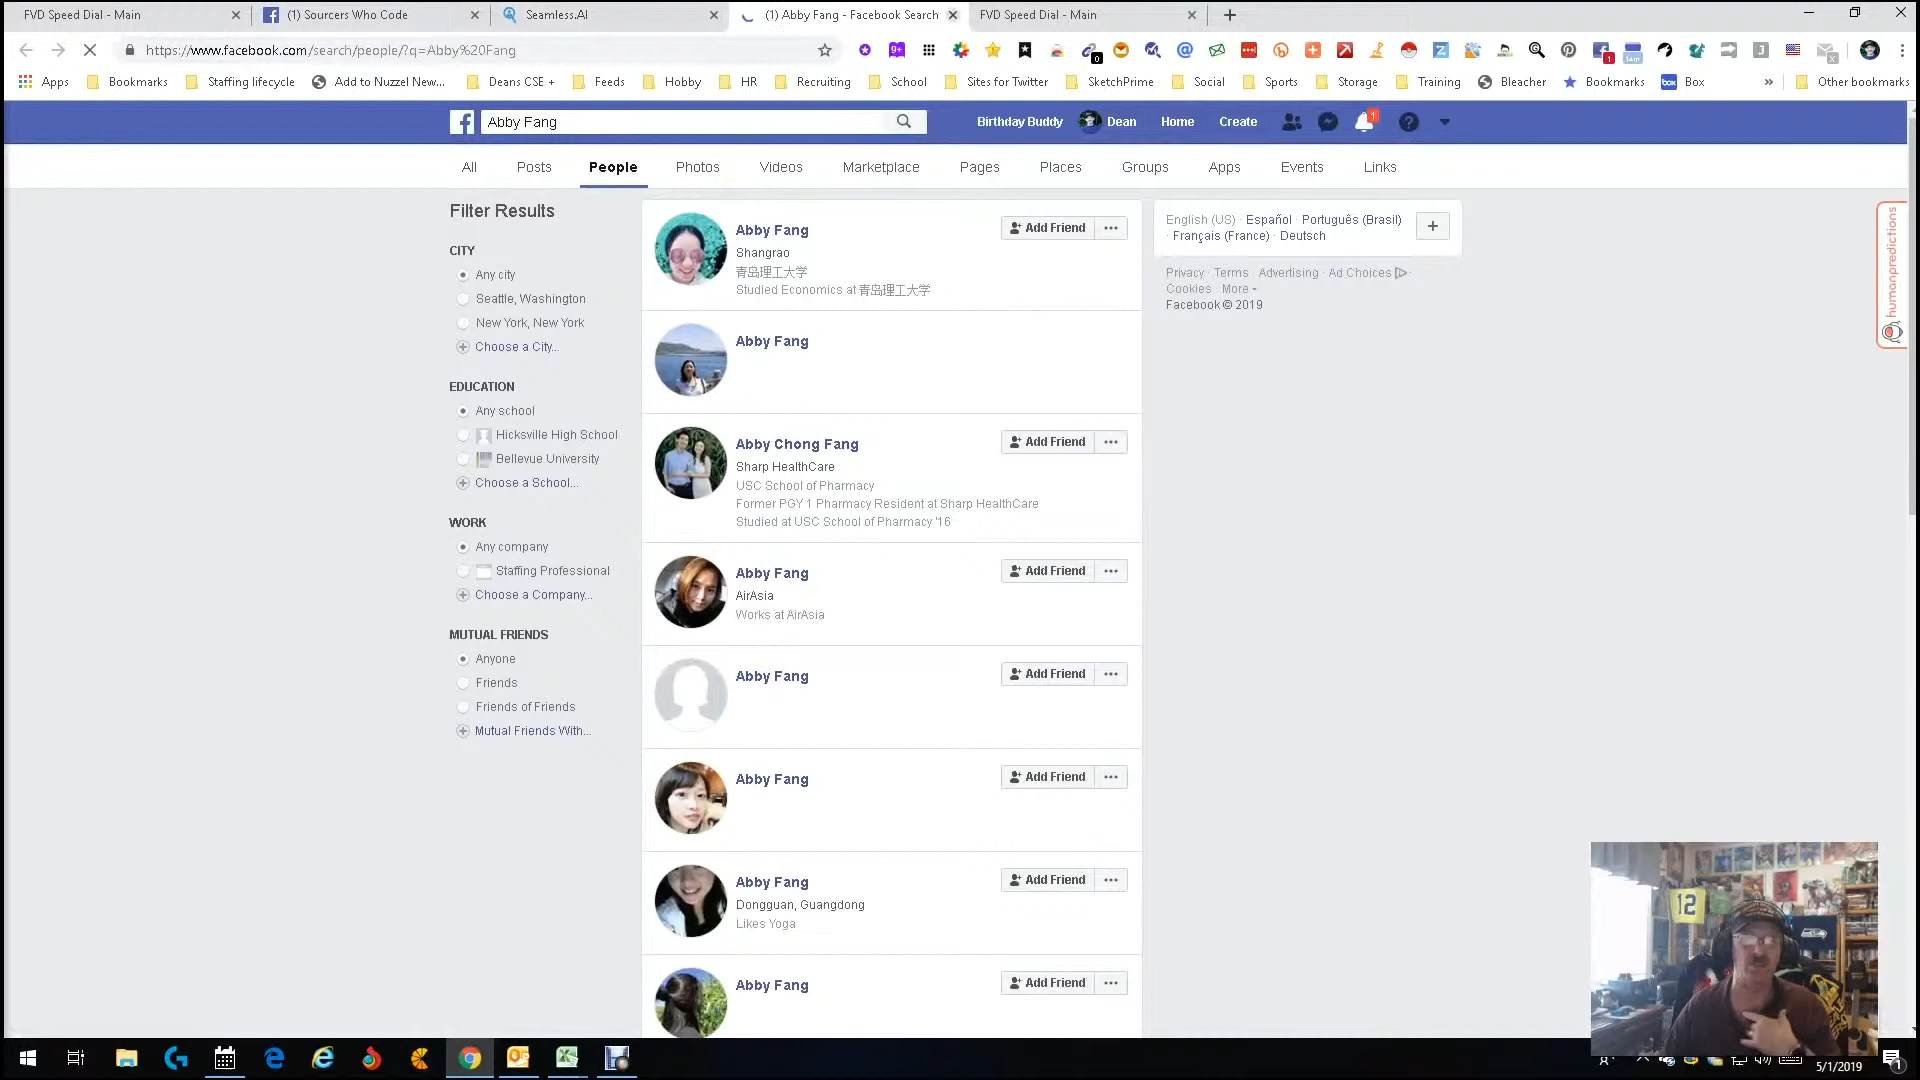 FVD Speed Dial - Main
(1) Sourcers Who Code
Seamless.AI
(1) Abby Fang - Facebook Search
FVD Speed Dial - Main
https://www.facebook.com/search/people/?q=Abby%20Fang
Apps
Bookmarks
Staffing lifecycle
Add to Nuzzel New...
Deans CSE +
Feeds
Hobby
HR
Recruiting
School
Sites for Twitter
SketchPrime
Social
Sports
Storage
Training
Bleacher
Bookmarks
box
Box
»
Other bookmarks
Abby Fang
Birthday Buddy
Dean
Home
Create
1
All
Posts
People
Photos
Videos
Marketplace
Pages
Places
Groups
Apps
Events
Links
Filter Results
CITY
Any city
Seattle, Washington
New York, New York
Choose a City...
EDUCATION
Any school
Hicksville High School
Bellevue University
Choose a School...
WORK
Any company
Staffing Professional
Choose a Company...
MUTUAL FRIENDS
Anyone
Friends
Friends of Friends
Mutual Friends With...
Abby Fang
Add Friend
Shangrao
青岛理工大学
Studied Economics at 青岛理工大学
Abby Fang
Abby Chong Fang
Add Friend
Sharp HealthCare
USC School of Pharmacy
Former PGY 1 Pharmacy Resident at Sharp HealthCare
Studied at USC School of Pharmacy '16
Abby Fang
Add Friend
AirAsia
Works at AirAsia
Abby Fang
Add Friend
Abby Fang
Add Friend
Abby Fang
Add Friend
Dongguan, Guangdong
Likes Yoga
Abby Fang
Add Friend
English (US) · Español · Português (Brasil)
· Français (France) · Deutsch
Privacy · Terms · Advertising · Ad Choices ·
Cookies · More
Facebook © 2019
humanpredictions
12
5/1/2019
1